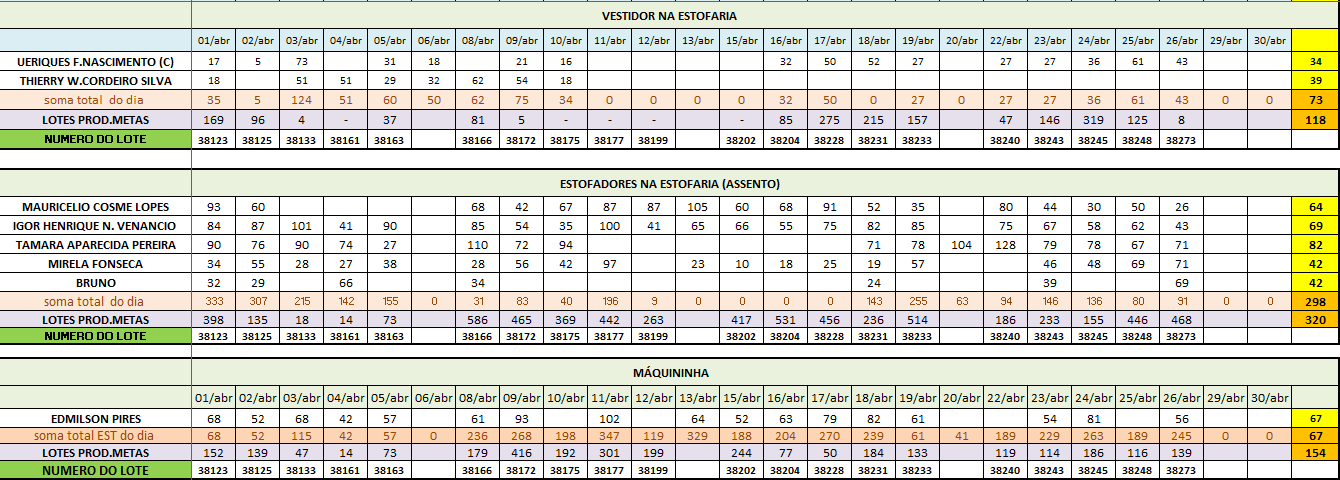 VESTIDOR NA ESTOFARIA
01/abr 02/abr 03/abr 04/abr 05/abr 06/abr 08/abr 09/abr 10/abr 11/abr 12/abr 13/abr 15/abr 16/abr 17/abr 18/abr 19/abr 20/abr 22/abr 23/abr 24/abr 25/abr 26/abr 29/abr 30/abr
UERIQUES F.NASCIMENTO (C) 17 5 73 31 18 21 16 32 50 52 27 27 27 36 61 43 34
THIERRY W.CORDEIRO SILVA 18 51 51 29 32 62 54 18 39
soma total do dia 35 5 124 51 60 50 62 75 34 0 0 0 0 32 50 0 27 0 27 27 36 61 43 0 0 73
LOTES PROD.METAS 169 96 4 - 37 81 5 - - - - 85 275 215 157 47 146 319 125 8 118
NUMERO DO LOTE 38123 38125 38133 38161 38163 38166 38172 38175 38177 38199 38202 38204 38228 38231 38233 38240 38243 38245 38248 38273
ESTOFADORES NA ESTOFARIA (ASSENTO)
MAURICELIO COSME LOPES 93 60 68 42 67 87 87 105 60 68 91 52 35 80 44 30 50 26 64
IGOR HENRIQUE N. VENANCIO 84 87 101 41 90 85 54 35 100 41 65 66 55 75 82 85 75 67 58 62 43 69
TAMARA APARECIDA PEREIRA 90 76 90 74 27 110 72 94 71 78 104 128 79 78 67 71 82
MIRELA FONSECA 34 55 28 27 38 28 56 42 97 23 10 18 25 19 57 46 48 69 71 42
BRUNO 32 29 66 34 24 39 69 42
soma total do dia 333 307 215 142 155 0 31 83 40 196 9 0 0 0 0 143 255 63 94 146 136 80 91 0 0 298
LOTES PROD.METAS 398 135 18 14 73 586 465 369 442 263 417 531 456 236 514 186 233 155 446 468 320
NUMERO DO LOTE 38123 38125 38133 38161 38163 38166 38172 38175 38177 38199 38202 38204 38228 38231 38233 38240 38243 38245 38248 38273
MÁQUININHA
01/abr 02/abr 03/abr 04/abr 05/abr 06/abr 08/abr 09/abr 10/abr 11/abr 12/abr 13/abr 15/abr 16/abr 17/abr 18/abr 19/abr 20/abr 22/abr 23/abr 24/abr 25/abr 26/abr 29/abr 30/abr
EDMILSON PIRES 68 52 68 42 57 61 93 102 64 52 63 79 82 61 54 81 56 67
soma total EST do dia 68 52 115 42 57 0 236 268 198 347 119 329 188 204 270 239 61 41 189 229 263 189 245 0 0 67
LOTES PROD.METAS 152 139 47 14 73 179 416 192 301 199 244 77 50 184 133 119 114 186 116 139 154
NUMERO DO LOTE 38123 38125 38133 38161 38163 38166 38172 38175 38177 38199 38202 38204 38228 38231 38233 38240 38243 38245 38248 38273